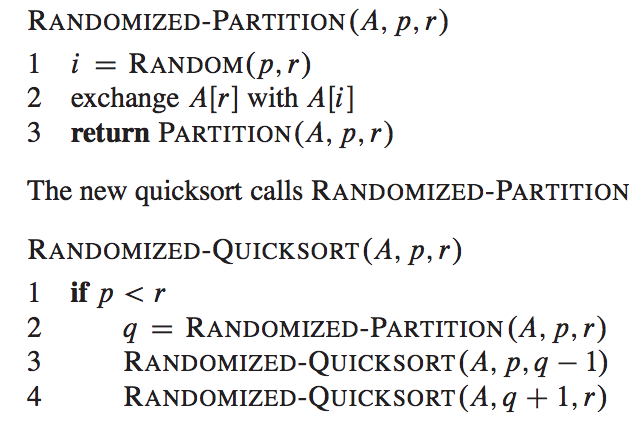 RANDOMIZED-PARTITION(A, p, r)
1 i = RANDOM(p, r)
2 exchange A[r] with A[i]
3 return PARTITION(A, p, r)
The new quicksort calls RANDOMIZED-PARTITION
RANDOMIZED-QUICKSORT(A, p, r)
1 if p < r
2 q = RANDOMIZED-PARTITION(A, p, r)
3 RANDOMIZED-QUICKSORT(A, p, q − 1)
4 RANDOMIZED-QUICKSORT(A, q + 1, r)